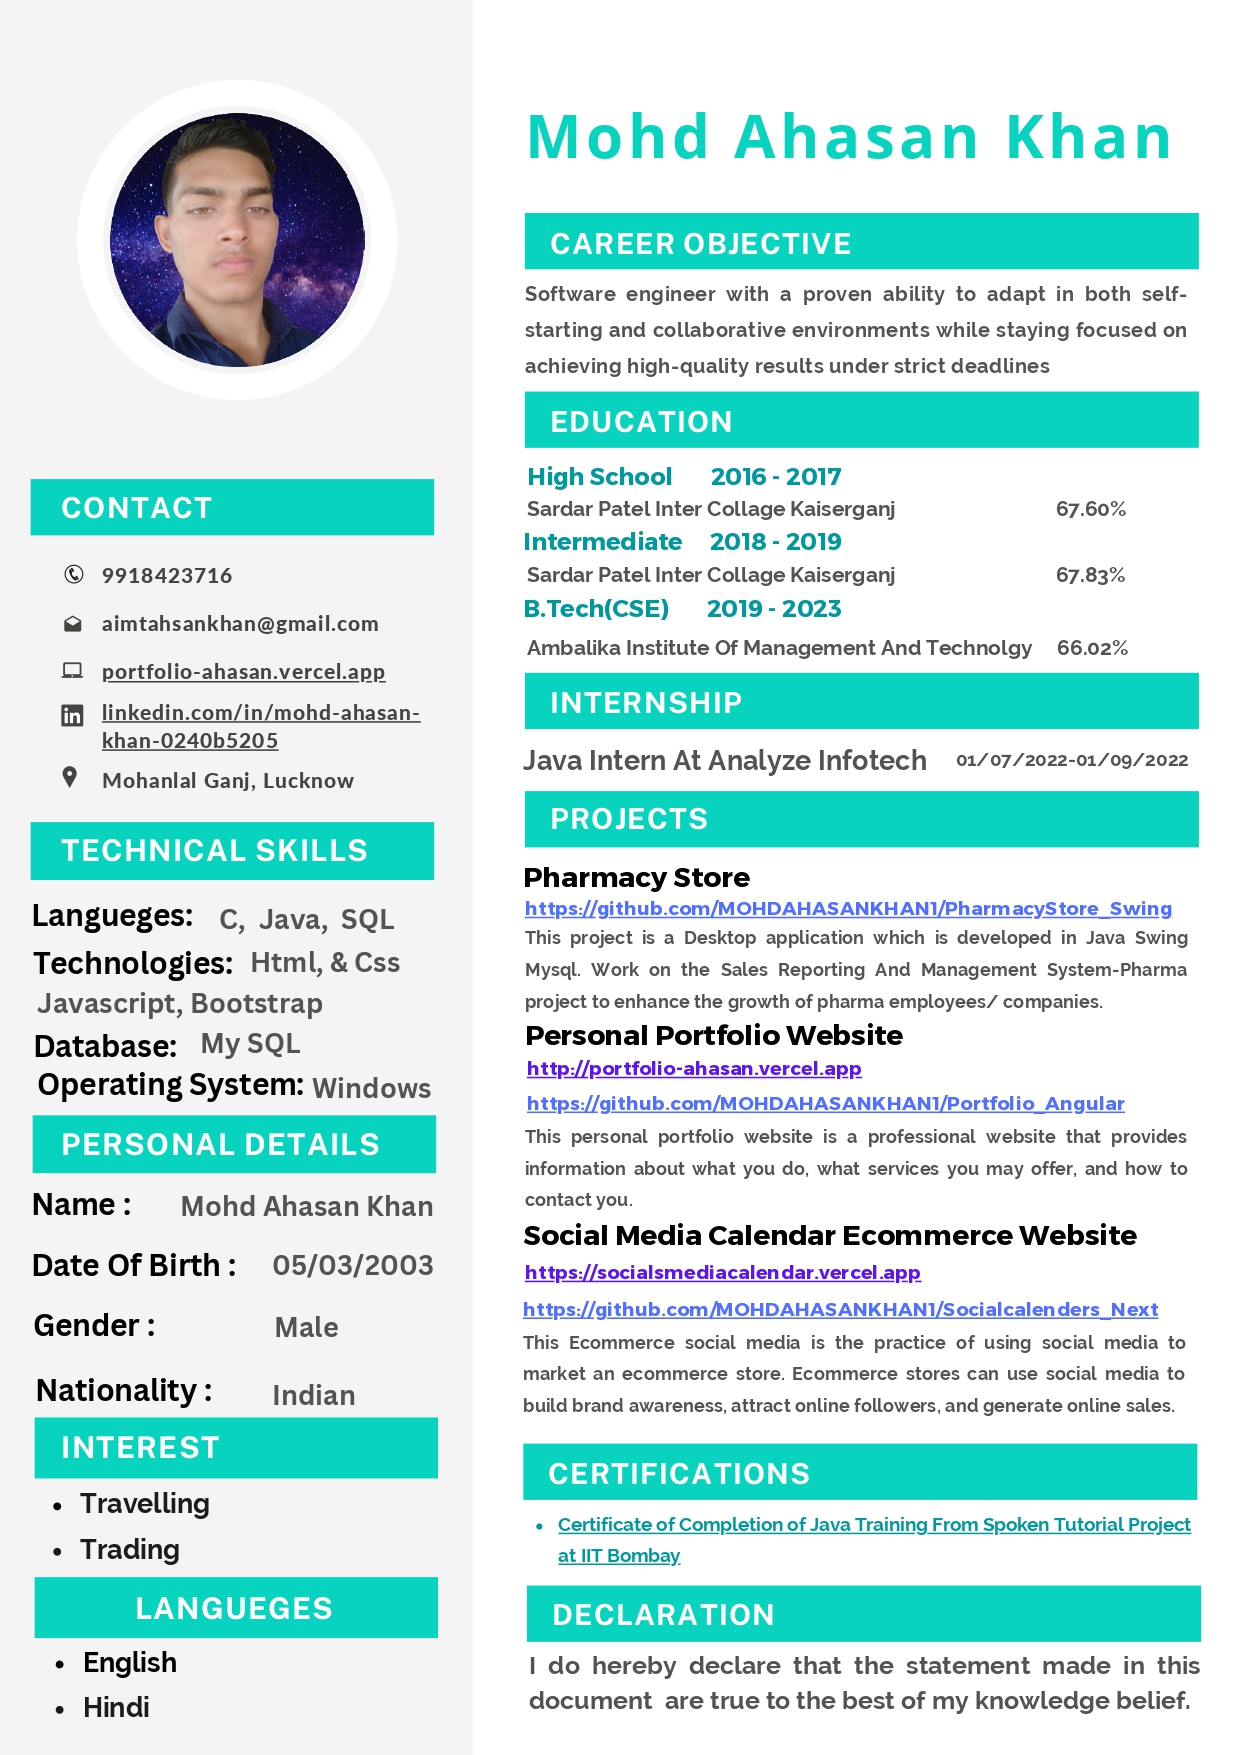 Mohd Ahasan Khan
CONTACT
9918423716
aimtahsankhan@gmail.com
portfolio-ahasan.vercel.app
linkedin.com/in/mohd-ahasan-
khan-0240b5205
Mohanlal Ganj, Lucknow
TECHNICAL SKILLS
Langueges: C, Java, SQL
Technologies: Html, & Css
Javascript, Bootstrap
Database: My SQL
Operating System: Windows
PERSONAL DETAILS
Name : Mohd Ahasan Khan
Date Of Birth : 05/03/2003
Gender : Male
Nationality : Indian
INTEREST
• Travelling
• Trading
LANGUEGES
• English
• Hindi
CAREER OBJECTIVE
Software engineer with a proven ability to adapt in both self-
starting and collaborative environments while staying focused on
achieving high-quality results under strict deadlines
EDUCATION
High School 2016 - 2017
Sardar Patel Inter Collage Kaiserganj 67.60%
Intermediate 2018 - 2019
Sardar Patel Inter Collage Kaiserganj 67.83%
B.Tech(CSE) 2019 - 2023
Ambalika Institute Of Management And Technolgy 66.02%
INTERNSHIP
Java Intern At Analyze Infotech 01/07/2022-01/09/2022
PROJECTS
Pharmacy Store
https://github.com/MOHDAHASANKHAN1/PharmacyStore_Swing
This project is a Desktop application which is developed in Java Swing
Mysql. Work on the Sales Reporting And Management System-Pharma
project to enhance the growth of pharma employees/ companies.
Personal Portfolio Website
http://portfolio-ahasan.vercel.app
https://github.com/MOHDAHASANKHAN1/Portfolio_Angular
This personal portfolio website is a professional website that provides
information about what you do, what services you may offer, and how to
contact you.
Social Media Calendar Ecommerce Website
https://socialsmediacalendar.vercel.app
https://github.com/MOHDAHASANKHAN1/Socialcalenders_Next
This Ecommerce social media is the practice of using social media to
market an ecommerce store. Ecommerce stores can use social media to
build brand awareness, attract online followers, and generate online sales.
CERTIFICATIONS
• Certificate of Completion of Java Training From Spoken Tutorial Project
at IIT Bombay
DECLARATION
I do hereby declare that the statement made in this
document are true to the best of my knowledge belief.